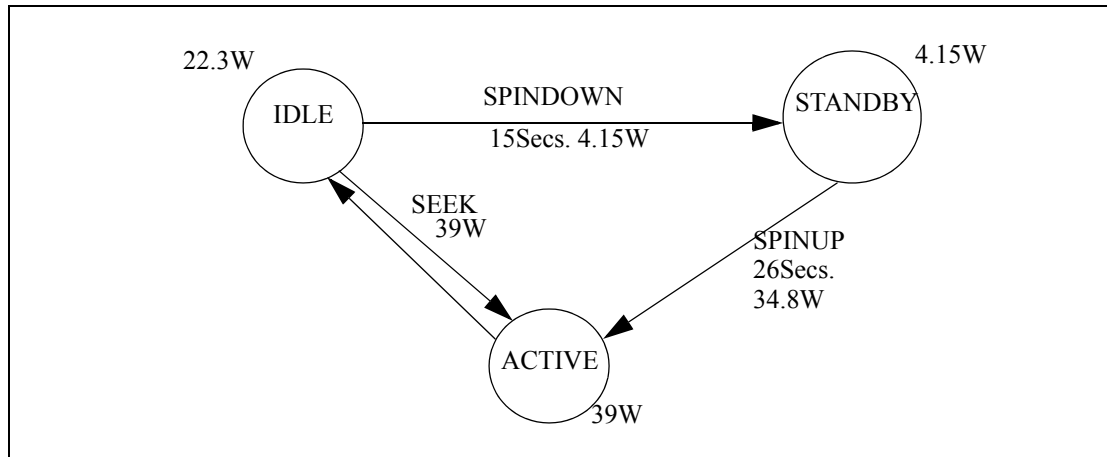 22.3W
4.15W
IDLE
SPINDOWN
STANDBY
15Secs. 4.15W
SEEK
39W
SPINUP
26Secs.
34.8W
ACTIVE
39W